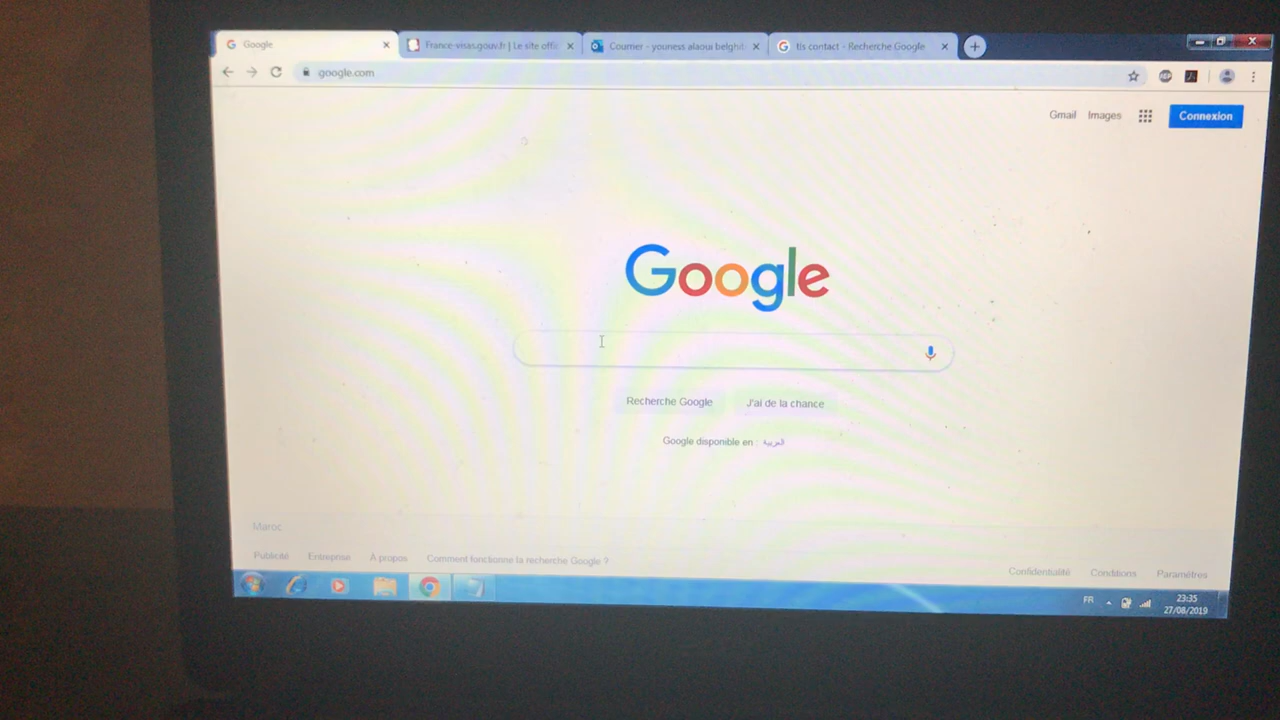 Google
France-visas.gouv.fr | Le site offic
Courrier - youness alaoui belghit
tls contact - Recherche Google
google.com
Gmail Images Connexion
Google
Recherche Google J'ai de la chance
Google disponible en : العربية
Maroc
Publicité Entreprise À propos Comment fonctionne la recherche Google ?
Confidentialité Conditions Paramètres
FR 23:35
27/08/2019